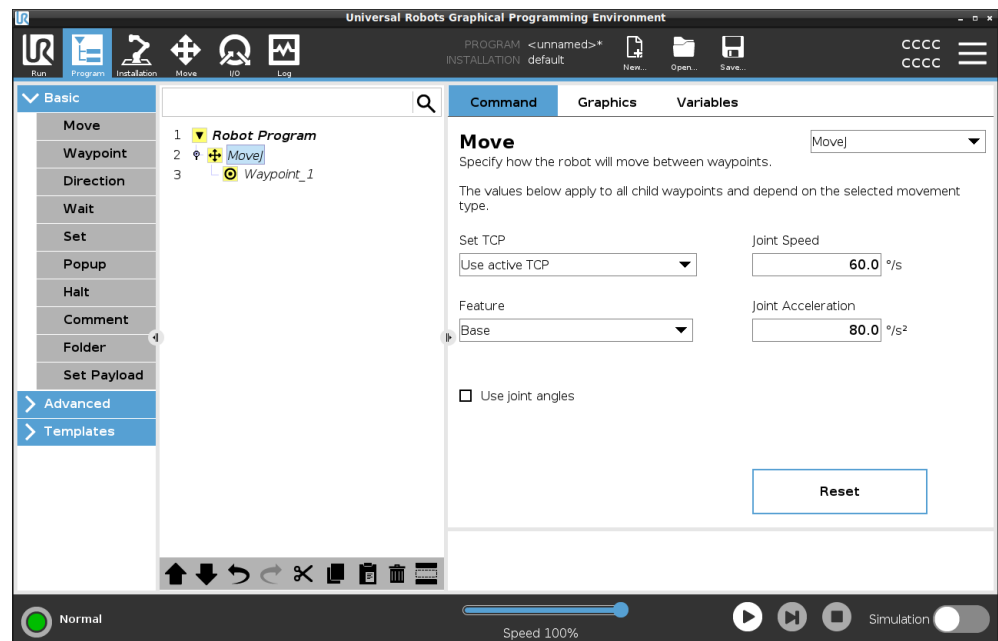 Universal Robots Graphical Programming Environment
UR
Run
Program
Installation
Move
I/O
Log
PROGRAM <unnamed>*
INSTALLATION default
New...
Open...
Save...
CCCC
CCCC
Basic
Move
Waypoint
Direction
Wait
Set
Popup
Halt
Comment
Folder
Set Payload
Advanced
Templates
1 Robot Program
2 MoveJ
3 Waypoint_1
Command Graphics Variables
Move
MoveJ
Specify how the robot will move between waypoints.
The values below apply to all child waypoints and depend on the selected movement
type.
Set TCP
Use active TCP
Joint Speed
60.0 °/s
Feature
Base
Joint Acceleration
80.0 °/s²
Use joint angles
Reset
Normal
Speed 100%
Simulation